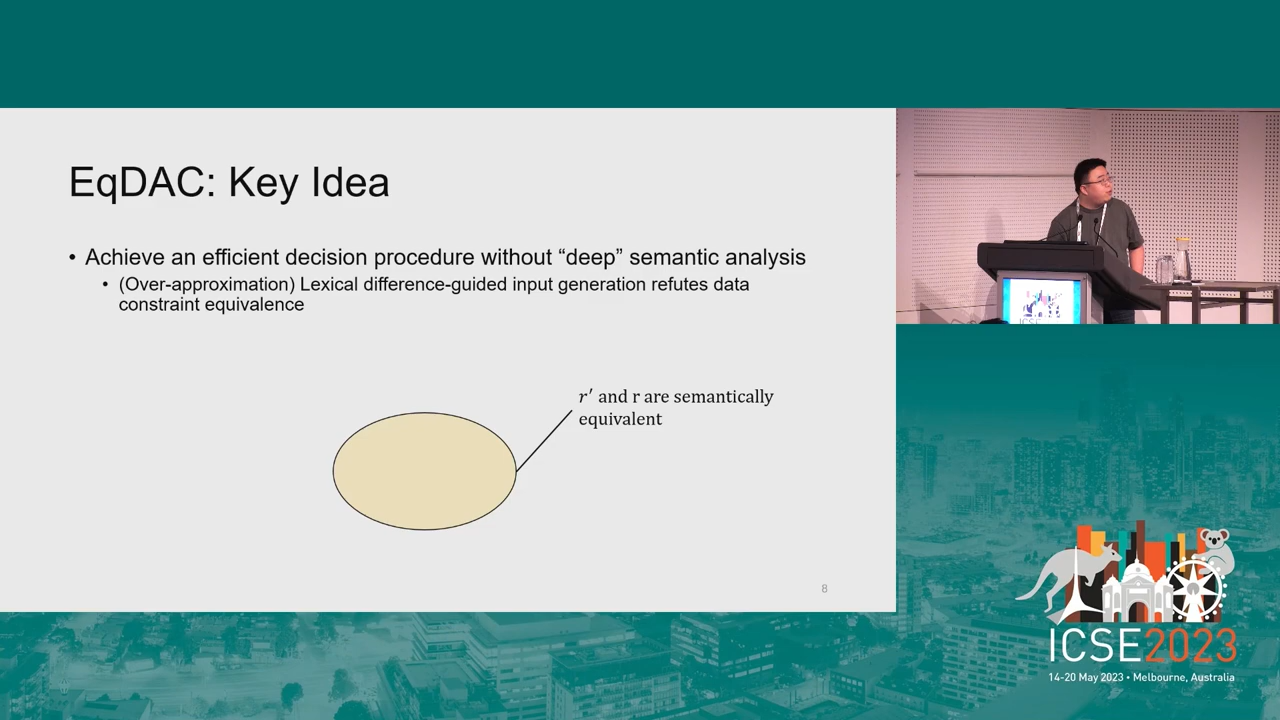 EqDAC: Key Idea
• Achieve an efficient decision procedure without “deep” semantic analysis
• (Over-approximation) Lexical difference-guided input generation refutes data
constraint equivalence
r′ and r are semantically
equivalent
8
ICSE
ICSE2023
14-20 May 2023 • Melbourne, Australia